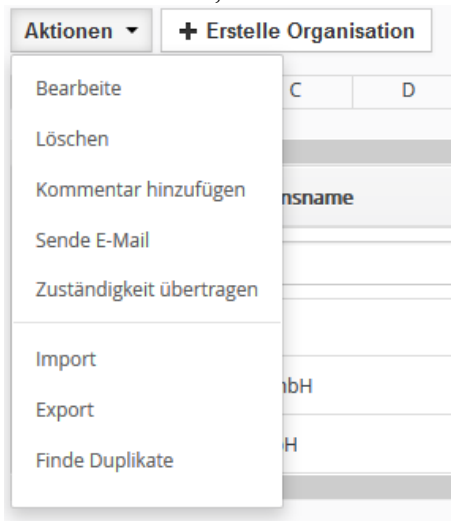 Aktionen + Erstelle Organisation
Bearbeite C D
Löschen
Kommentar hinzufügen nsname
Sende E-Mail
Zuständigkeit übertragen
Import
bH
Export
H
Finde Duplikate